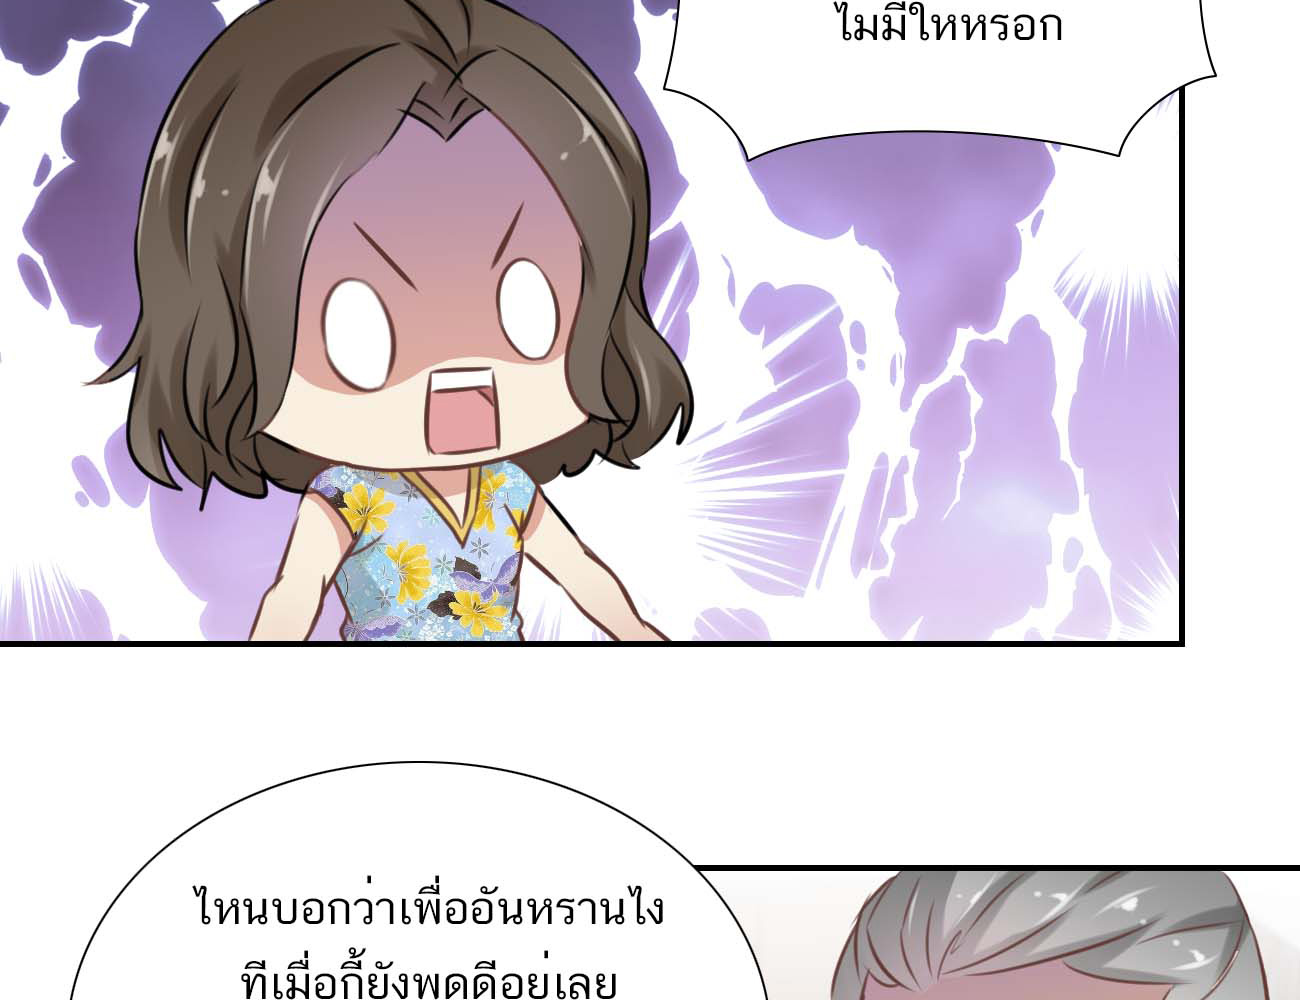 ไม่มีให้หรอก
ไหนบอกว่าเพื่ออันหรานไง
ทีเมื่อกี้ยังพูดดีอยู่เลย